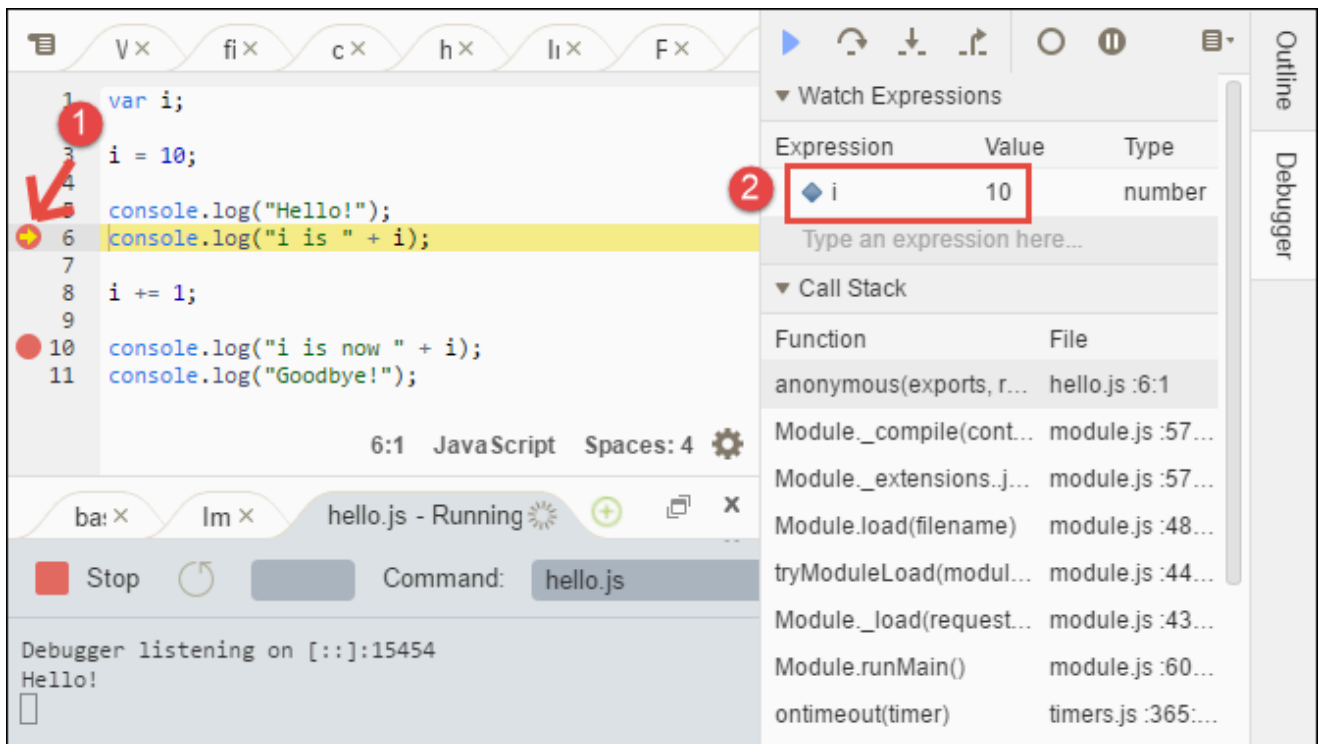 V fi c h F
1 var i;
1
3 i = 10;
4
5 console.log("Hello!");
6 console.log("i is " + i);
7
8 i += 1;
9
10 console.log("i is now " + i);
11 console.log("Goodbye!");
6:1 JavaScript Spaces: 4
ba: Im hello.js - Running
Stop Command: hello.js
Debugger listening on [::]:15454
Hello!
Watch Expressions
Expression Value Type
2 i 10 number
Type an expression here...
Call Stack
Function File
anonymous(exports, r... hello.js :6:1
Module._compile(cont... module.js :57...
Module._extensions..j... module.js :57...
Module.load(filename) module.js :48...
tryModuleLoad(modul... module.js :44...
Module._load(request... module.js :43...
Module.runMain() module.js :60...
ontimeout(timer) timers.js :365:...
Outline
Debugger